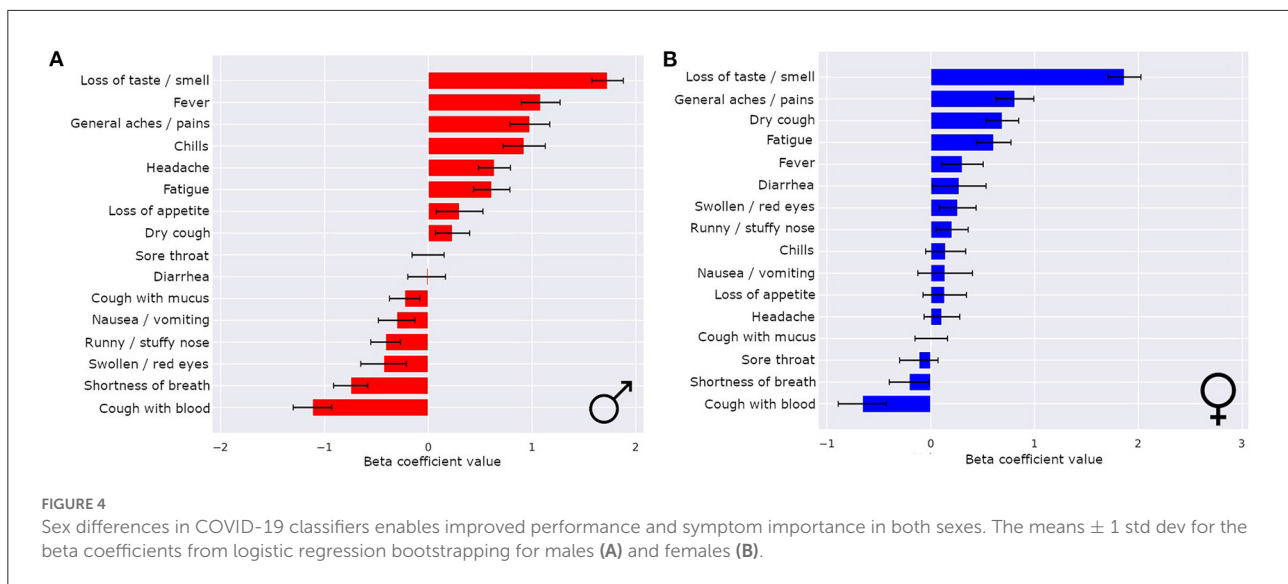 A
Loss of taste / smell
Fever
General aches / pains
Chills
Headache
Fatigue
Loss of appetite
Dry cough
Sore throat
Diarrhea
Cough with mucus
Nausea / vomiting
Runny / stuffy nose
Swollen / red eyes
Shortness of breath
Cough with blood
−2 −1 0 1 2
Beta coefficient value
B
Loss of taste / smell
General aches / pains
Dry cough
Fatigue
Fever
Diarrhea
Swollen / red eyes
Runny / stuffy nose
Chills
Nausea / vomiting
Loss of appetite
Headache
Cough with mucus
Sore throat
Shortness of breath
Cough with blood
−1 0 1 2 3
Beta coefficient value
FIGURE 4
Sex differences in COVID-19 classifiers enables improved performance and symptom importance in both sexes. The means ± 1 std dev for the
beta coefficients from logistic regression bootstrapping for males (A) and females (B).